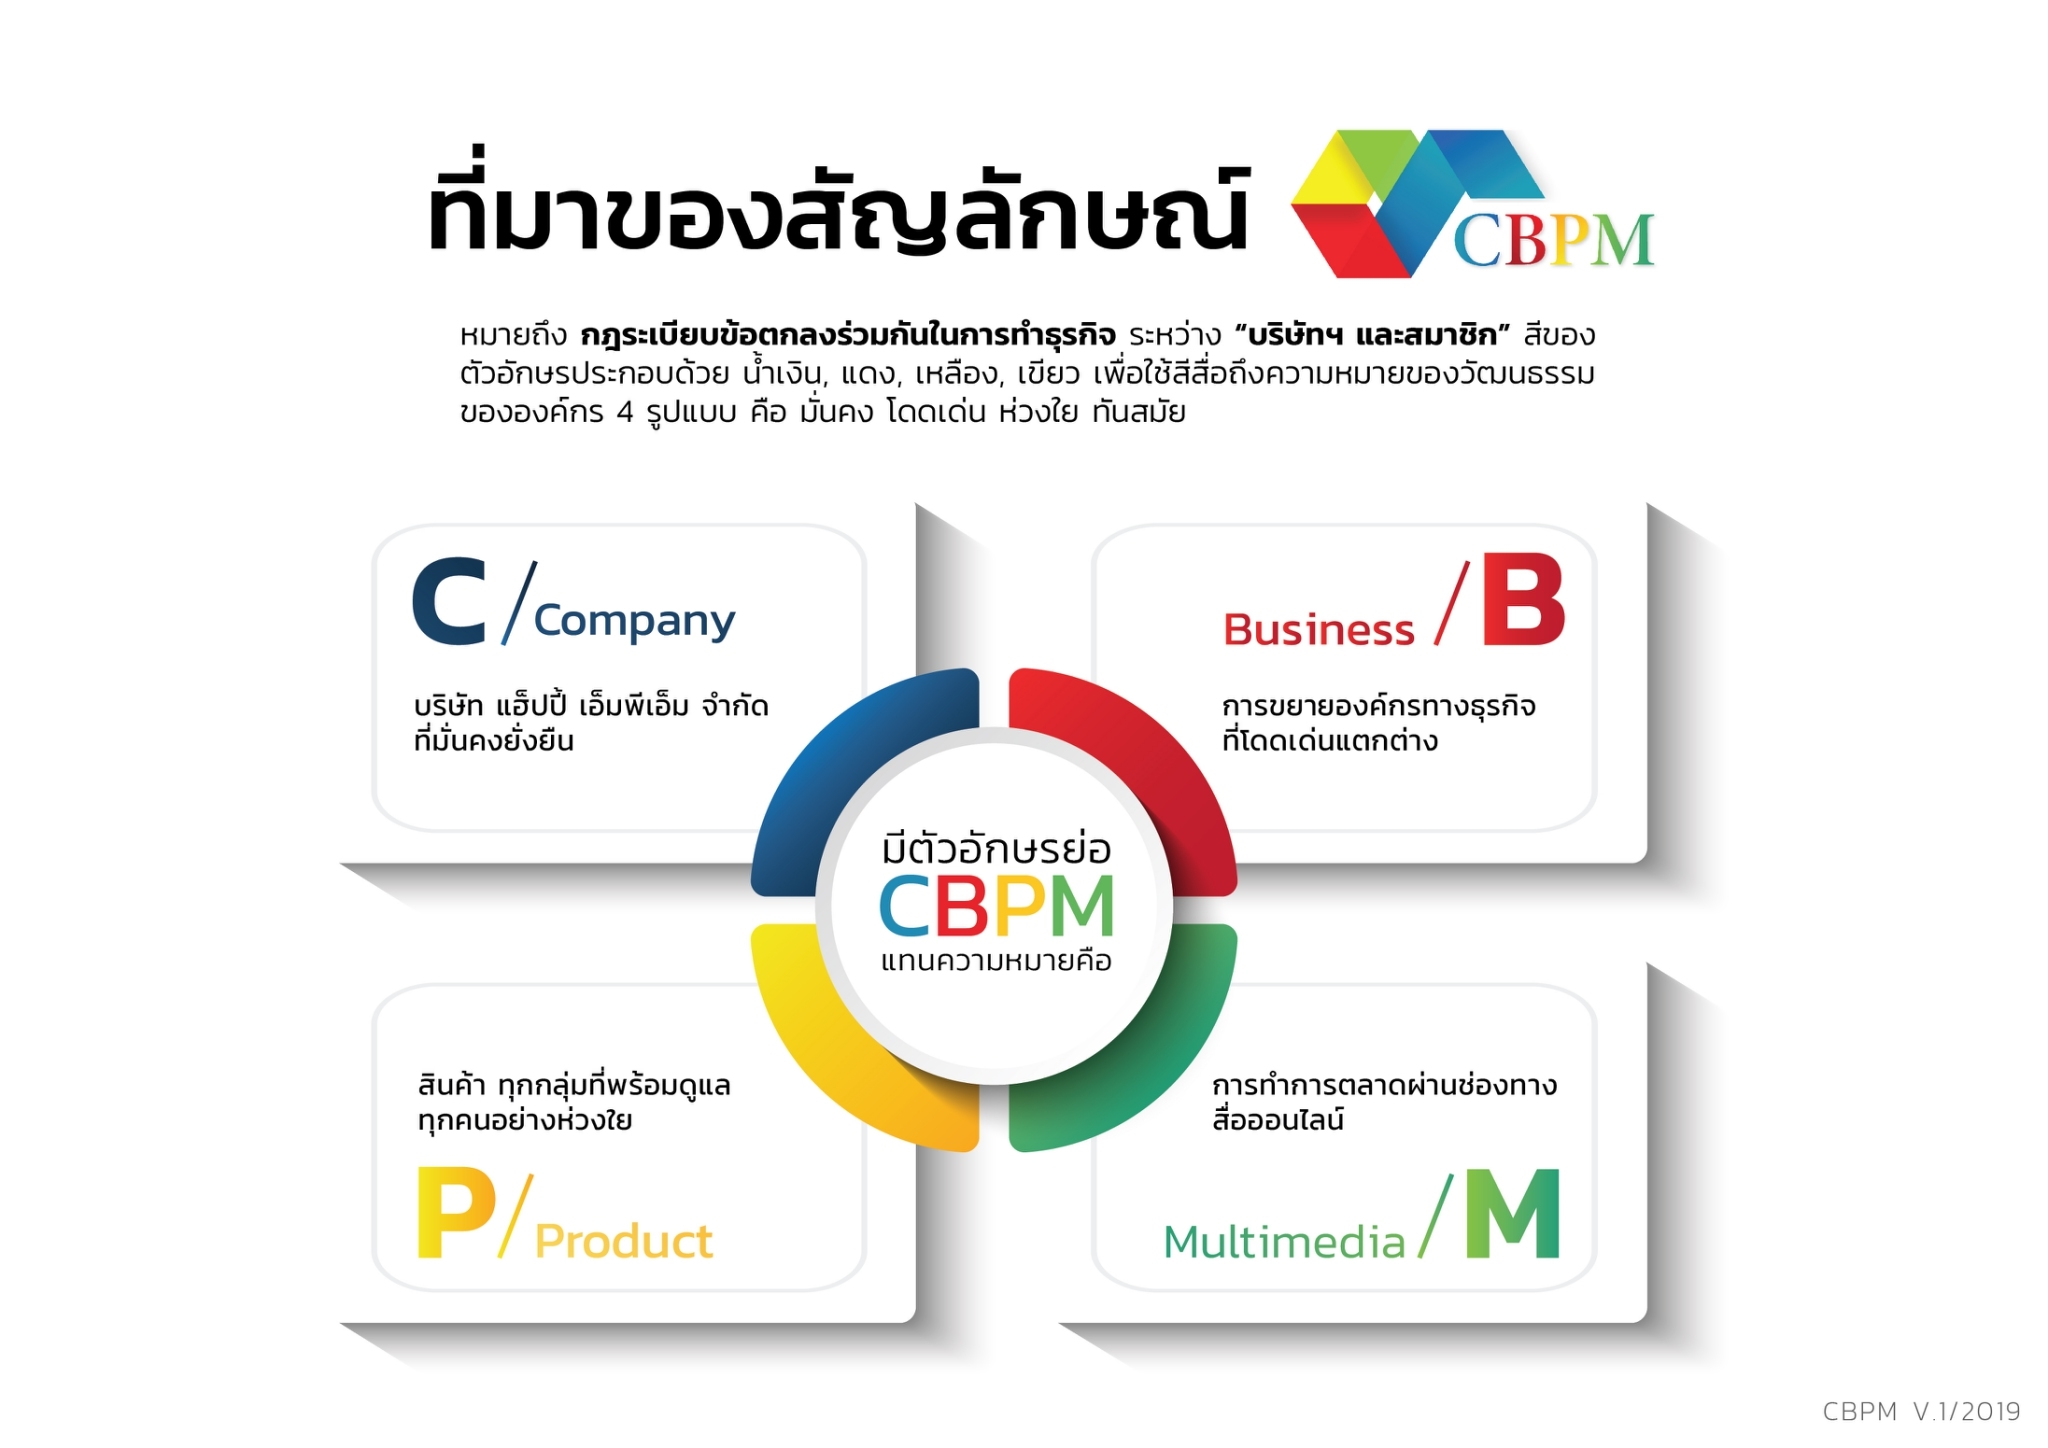 ที่มาของสัญลักษณ์
CBPM
หมายถึง กฎระเบียบข้อตกลงร่วมกันในการทำธุรกิจ ระหว่าง “บริษัทฯ และสมาชิก” สีของ
ตัวอักษรประกอบด้วย น้ำเงิน, แดง, เหลือง, เขียว เพื่อใช้สีสื่อถึงความหมายของวัฒนธรรม
ขององค์กร 4 รูปแบบ คือ มั่นคง โดดเด่น ห่วงใย ทันสมัย
C / Company
บริษัท แฮ็ปปี้ เอ็มพีเอ็ม จำกัด
ที่มั่นคงยั่งยืน
Business / B
การขยายองค์กรทางธุรกิจ
ที่โดดเด่นแตกต่าง
มีตัวอักษรย่อ
CBPM
แทนความหมายคือ
สินค้า ทุกกลุ่มที่พร้อมดูแล
ทุกคนอย่างห่วงใย
P / Product
การทำการตลาดผ่านช่องทาง
สื่อออนไลน์
Multimedia / M
CBPM V.1/2019